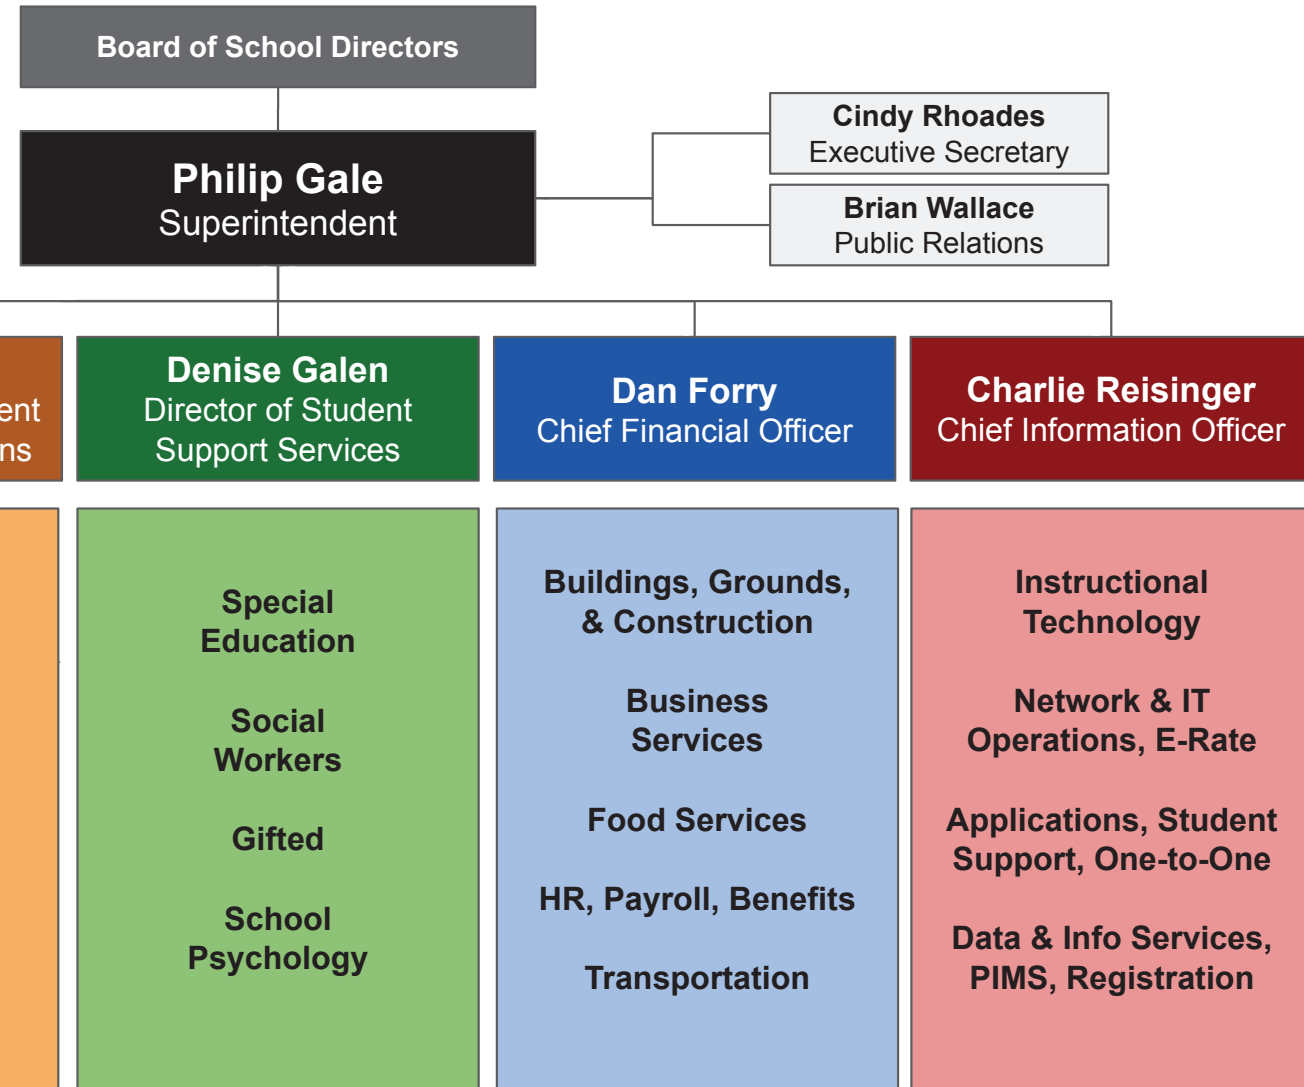 Board of School Directors
Philip Gale
Superintendent
Cindy Rhoades
Executive Secretary
Brian Wallace
Public Relations
Denise Galen
Director of Student
Support Services
Dan Forry
Chief Financial Officer
Charlie Reisinger
Chief Information Officer
Special
Education
Social
Workers
Gifted
School
Psychology
Buildings, Grounds,
& Construction
Business
Services
Food Services
HR, Payroll, Benefits
Transportation
Instructional
Technology
Network & IT
Operations, E-Rate
Applications, Student
Support, One-to-One
Data & Info Services,
PIMS, Registration